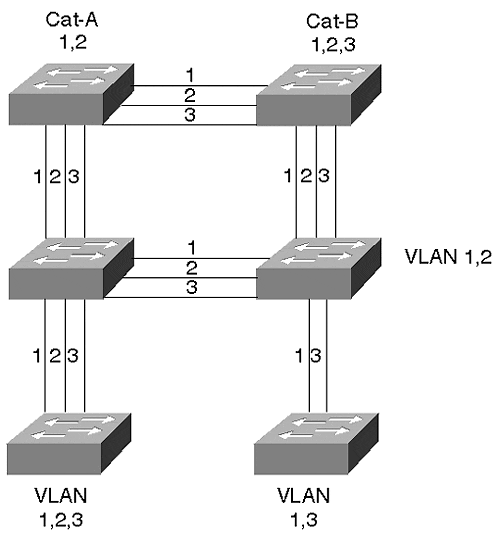 Cat-A
1,2
Cat-B
1,2,3
1
2
3
1 2 3
1 2 3
1
2
3
VLAN 1,2
1 2 3
1 3
VLAN
1,2,3
VLAN
1,3